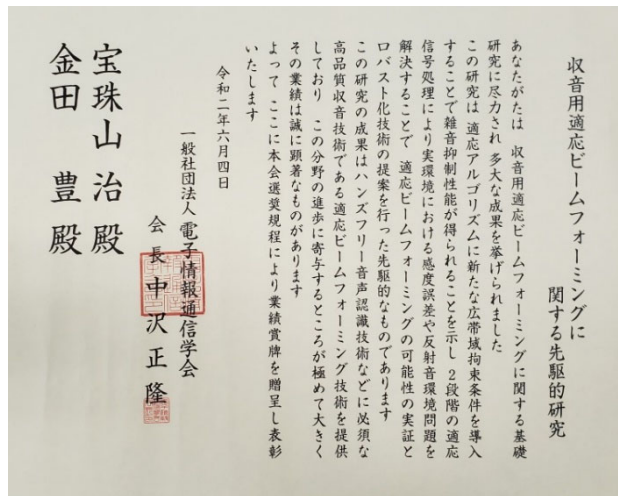 収音用適応ビームフォーミングに
関する先駆的研究
あなたがたは 収音用適応ビームフォーミングに関する基礎
研究に尽力され 多大な成果を挙げられました
この研究は 適応アルゴリズムに新たな広帯域拘束条件を導入
することで雑音抑制性能が得られることを示し 2段階の適応
信号処理により実環境における感度誤差や反射音環境問題を
解決することで 適応ビームフォーミングの可能性の実証と
ロバスト化技術の提案を行った先駆的なものであります
この研究の成果はハンズフリー音声認識技術などに必須な
高品質収音技術である適応ビームフォーミング技術を提供
しており この分野の進歩に寄与するところが極めて大きく
その業績は誠に顕著なものがあります
よって ここに本会選奨規程により業績賞牌を贈呈し表彰
いたします
令和二年六月四日
一般社団法人 電子情報通信学会
会長 中沢正隆
宝珠山 治殿
金田 豊殿